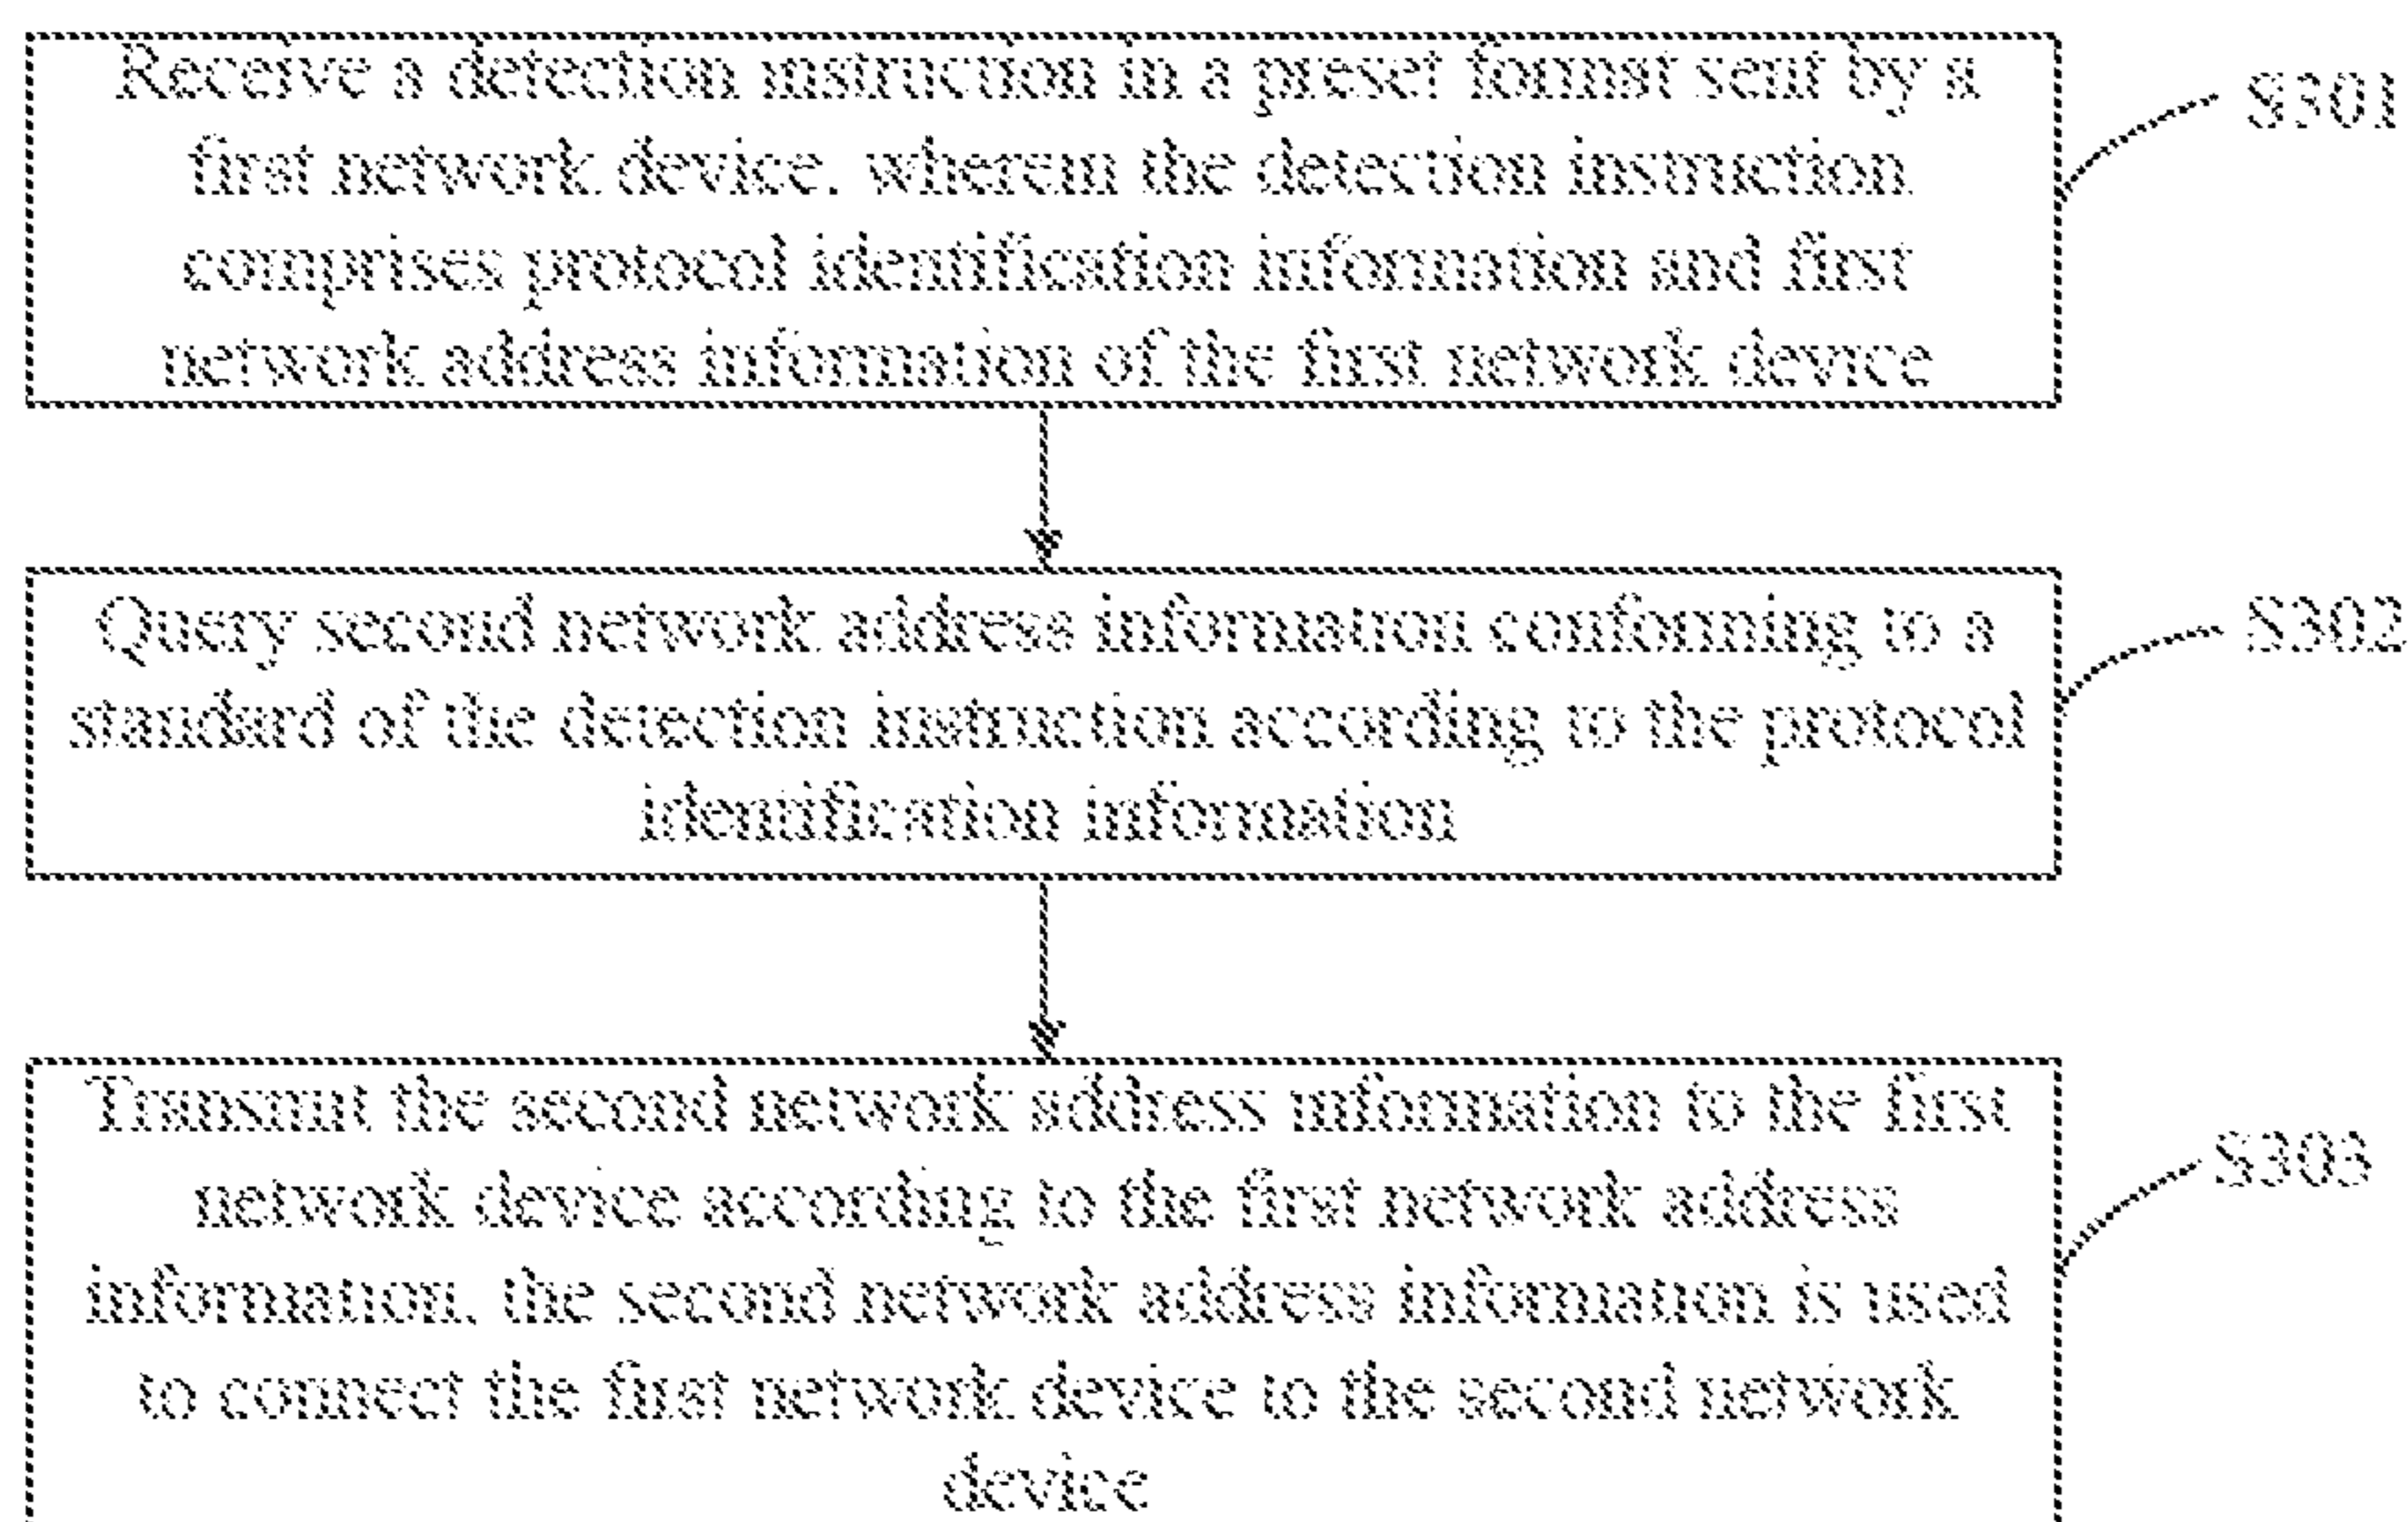 Receive a detection instruction in a preset format sent by a
S301
first network device, wherein the detection instruction
comprises protocol identification information and first
network address information of the first network device
Query second network address information conforming to a
S302
standard of the detection instruction according to the protocol
identification information
Transmit the second network address information to the first
S303
network device according to the first network address
information, the second network address information is used
to connect the first network device to the second network
device